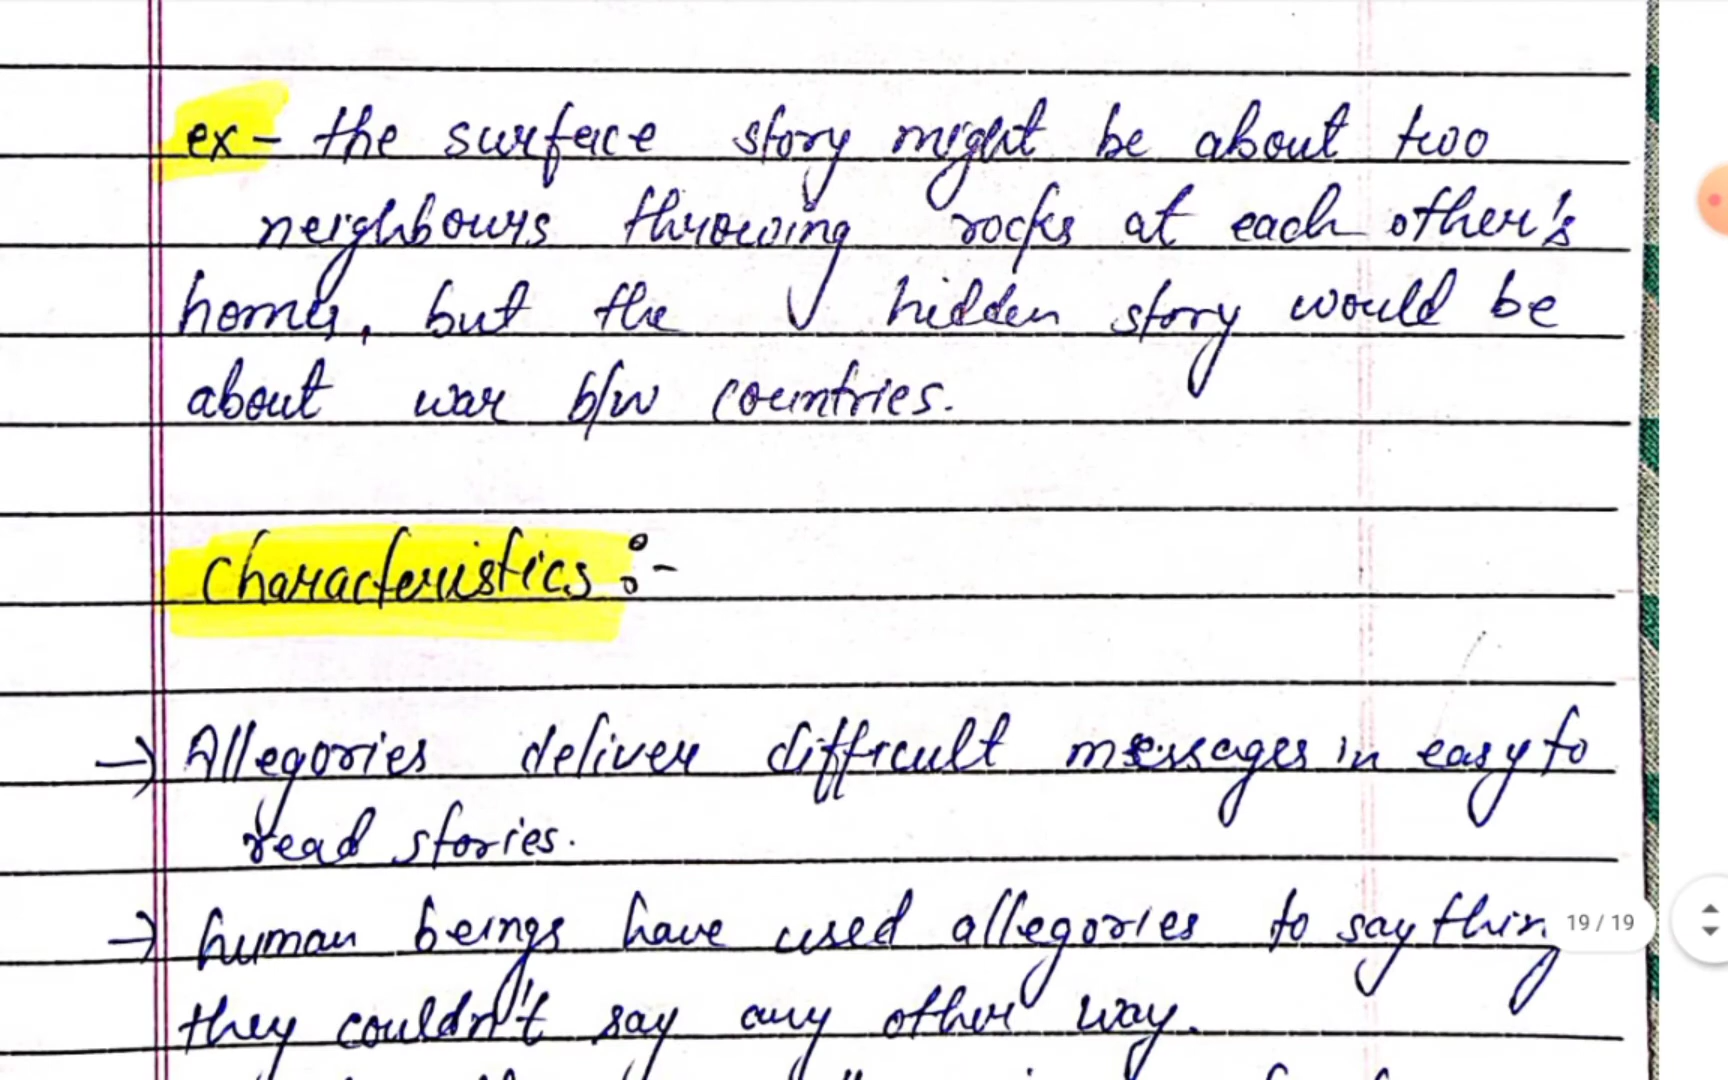 ex - the surface story might be about two
neighbours throwing rocks at each other's
homes, but the hidden story would be
about war b/w countries.
Characteristics :-
→ Allegories deliver difficult messages in easy to
read stories.
→ human beings have used allegories to say thin
19 / 19
they couldn't say any other way.